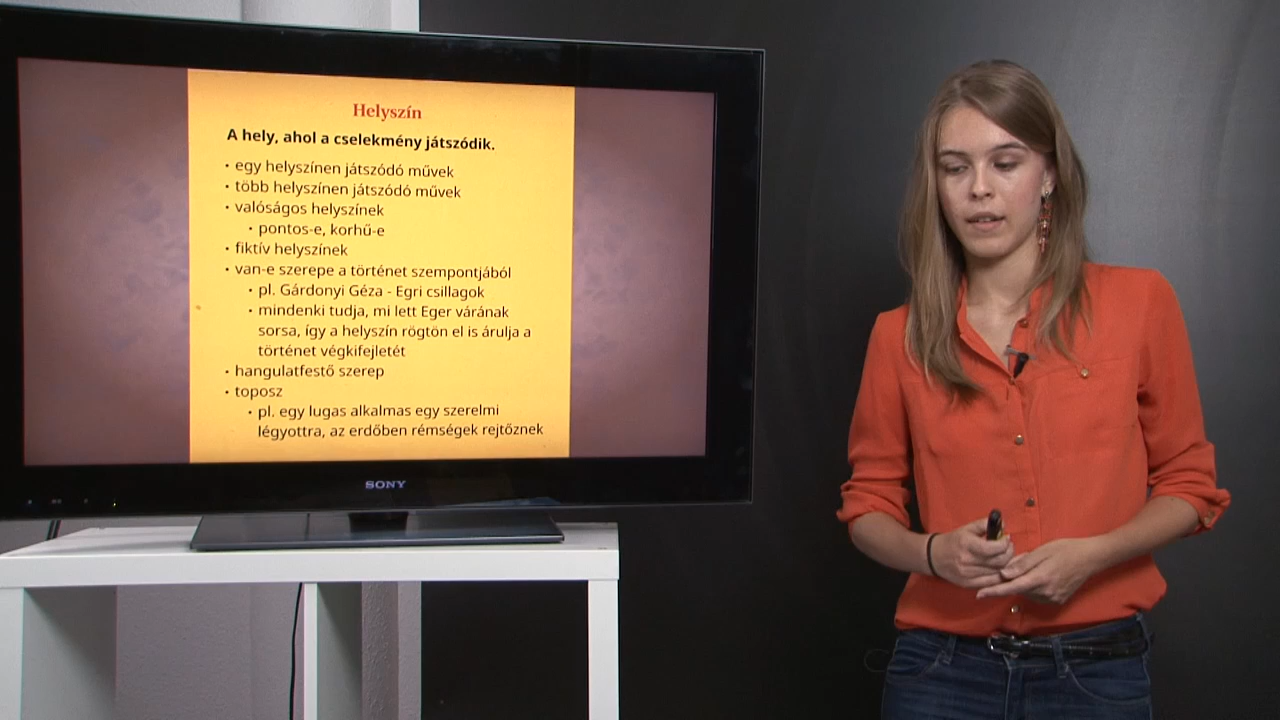 Helyszín
A hely, ahol a cselekmény játszódik.
• egy helyszínen játszódó művek
• több helyszínen játszódó művek
• valóságos helyszínek
• pontos-e, korhű-e
• fiktív helyszínek
• van-e szerepe a történet szempontjából
• pl. Gárdonyi Géza - Egri csillagok
• mindenki tudja, mi lett Eger várának
sorsa, így a helyszín rögtön el is árulja a
történet végkifejletét
• hangulatfestő szerep
• toposz
• pl. egy lugas alkalmas egy szerelmi
légyottra, az erdőben rémségek rejtőznek
SONY